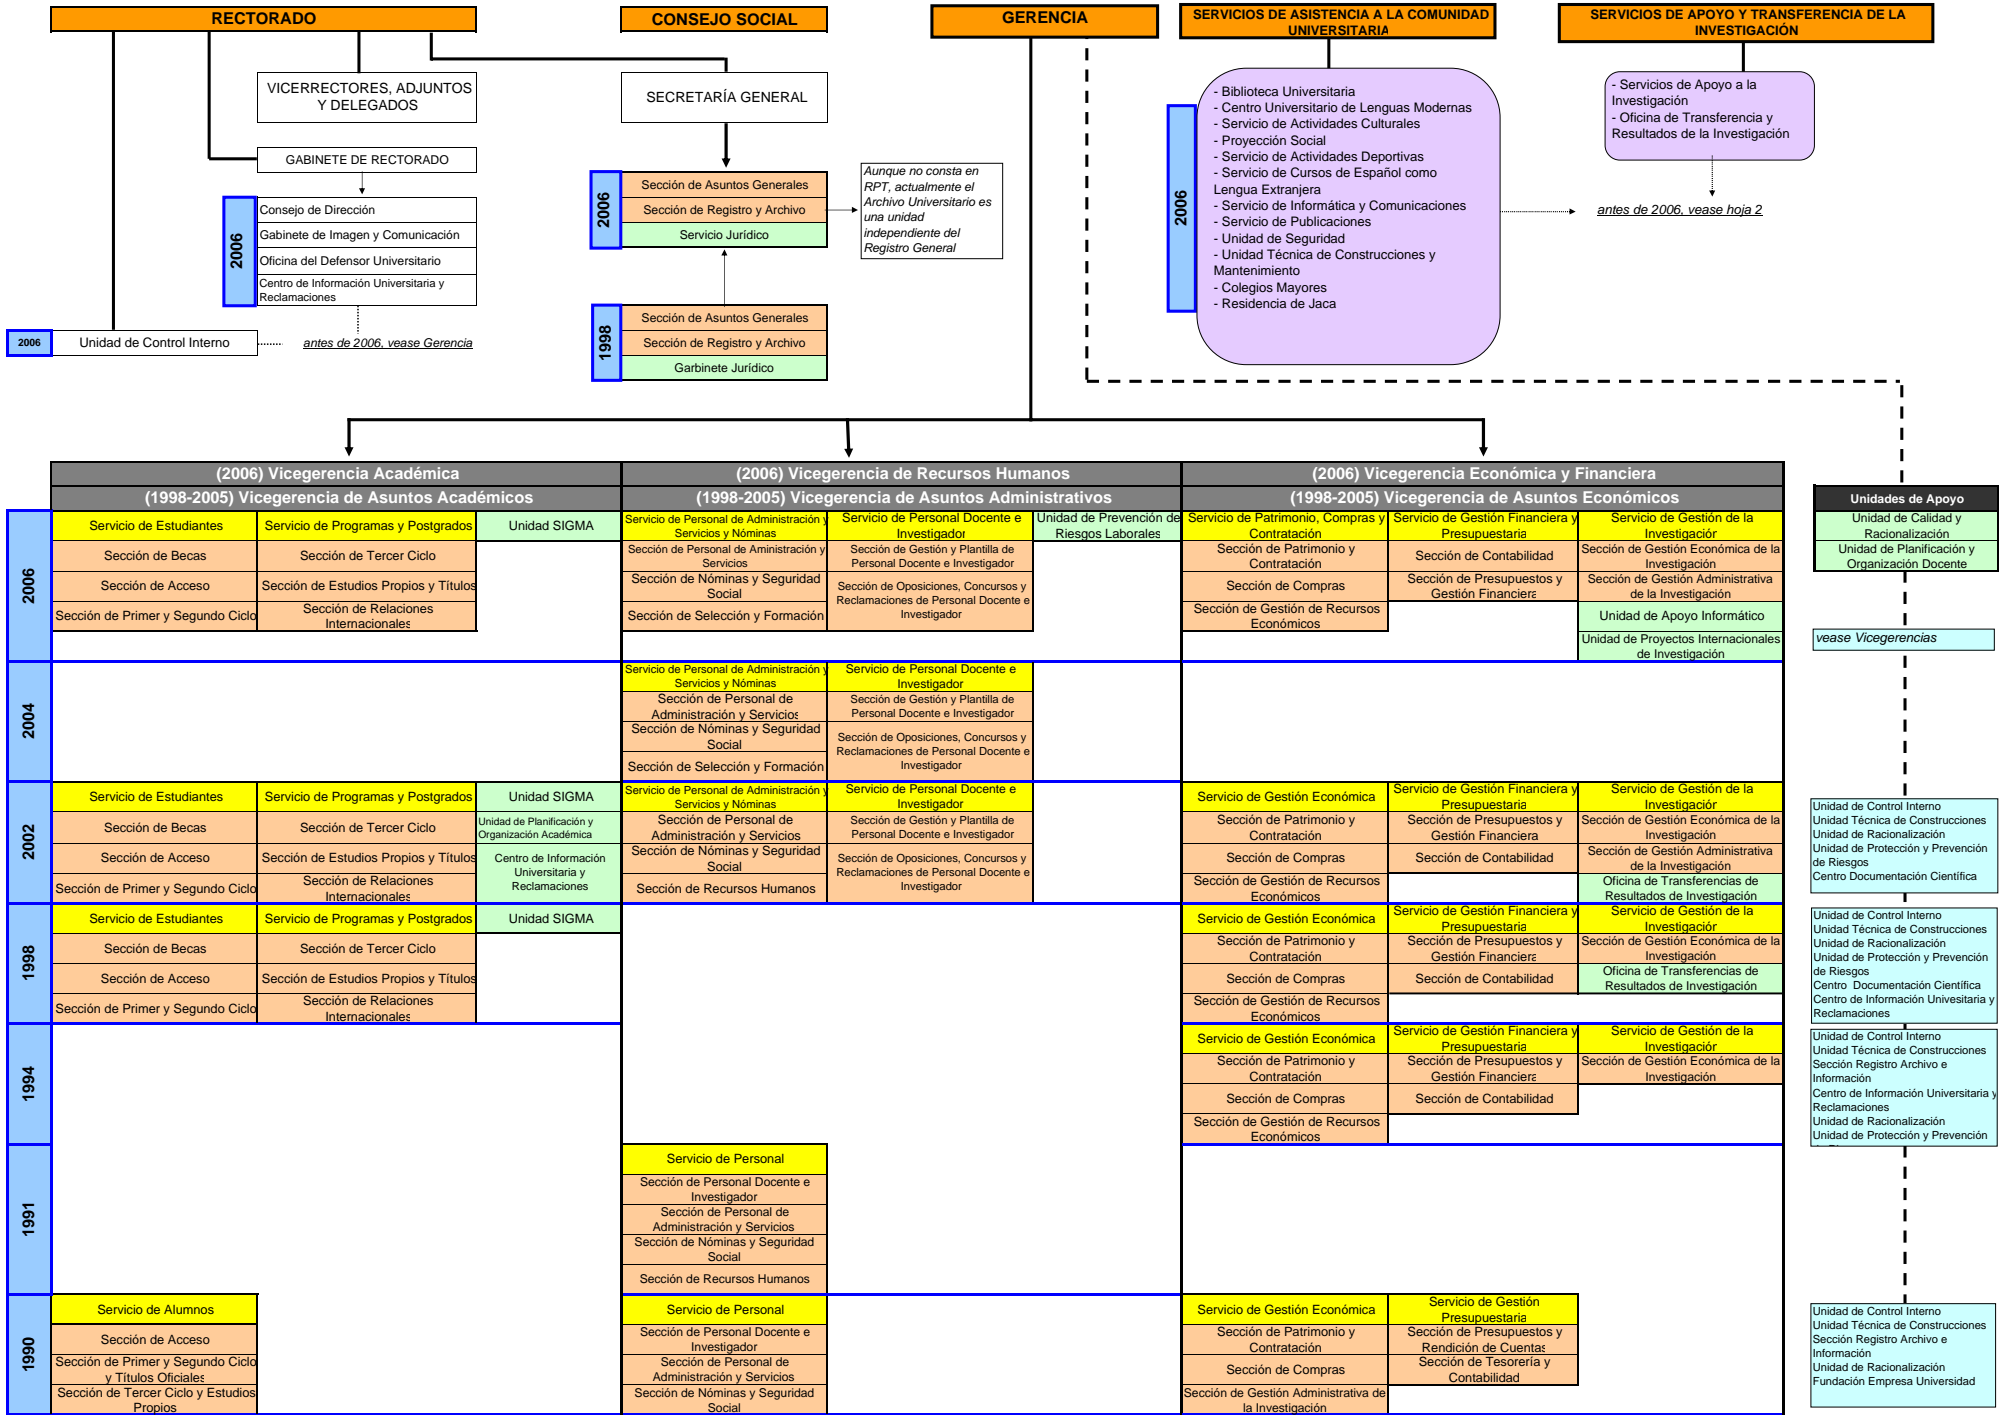 RECTORADO
CONSEJO SOCIAL
GERENCIA
SERVICIOS DE ASISTENCIA A LA COMUNIDAD
UNIVERSITARIA
SERVICIOS DE APOYO Y TRANSFERENCIA DE LA
INVESTIGACIÓN
VICERRECTORES, ADJUNTOS
Y DELEGADOS
SECRETARÍA GENERAL
GABINETE DE RECTORADO
2006
Consejo de Dirección
Gabinete de Imagen y Comunicación
Oficina del Defensor Universitario
Centro de Información Universitaria y
Reclamaciones
2006
Unidad de Control Interno
antes de 2006, vease Gerencia
2006
Sección de Asuntos Generales
Sección de Registro y Archivo
Servicio Jurídico
Aunque no consta en
RPT, actualmente el
Archivo Universitario es
una unidad
independiente del
Registro General
1998
Sección de Asuntos Generales
Sección de Registro y Archivo
Garbinete Jurídico
2006
- Biblioteca Universitaria
- Centro Universitario de Lenguas Modernas
- Servicio de Actividades Culturales
- Proyección Social
- Servicio de Actividades Deportivas
- Servicio de Cursos de Español como
Lengua Extranjera
- Servicio de Informática y Comunicaciones
- Servicio de Publicaciones
- Unidad de Seguridad
- Unidad Técnica de Construcciones y
Mantenimiento
- Colegios Mayores
- Residencia de Jaca
- Servicios de Apoyo a la
Investigación
- Oficina de Transferencia y
Resultados de la Investigación
antes de 2006, vease hoja 2
(2006) Vicegerencia Académica
(1998-2005) Vicegerencia de Asuntos Académicos
(2006) Vicegerencia de Recursos Humanos
(1998-2005) Vicegerencia de Asuntos Administrativos
(2006) Vicegerencia Económica y Financiera
(1998-2005) Vicegerencia de Asuntos Económicos
Unidades de Apoyo
Unidad de Calidad y
Racionalización
Unidad de Planificación y
Organización Docente
vease Vicegerencias
2006
Servicio de Estudiantes
Sección de Becas
Sección de Acceso
Sección de Primer y Segundo Ciclo
Servicio de Programas y Postgrados
Sección de Tercer Ciclo
Sección de Estudios Propios y Títulos
Sección de Relaciones
Internacionales
Unidad SIGMA
Servicio de Personal de Administración y
Servicios y Nóminas
Sección de Personal de Aministración y
Servicios
Sección de Nóminas y Seguridad
Social
Sección de Selección y Formación
Servicio de Personal Docente e
Investigador
Sección de Gestión y Plantilla de
Personal Docente e Investigador
Sección de Oposiciones, Concursos y
Reclamaciones de Personal Docente e
Investigador
Unidad de Prevención de
Riesgos Laborales
Servicio de Patrimonio, Compras y
Contratación
Sección de Patrimonio y
Contratación
Sección de Compras
Sección de Gestión de Recursos
Económicos
Servicio de Gestión Financiera y
Presupuestaria
Sección de Contabilidad
Sección de Presupuestos y
Gestión Financiera
Servicio de Gestión de la
Investigación
Sección de Gestión Económica de la
Investigación
Sección de Gestión Administrativa
de la Investigación
Unidad de Apoyo Informático
Unidad de Proyectos Internacionales
de Investigación
2004
Servicio de Personal de Administración y
Servicios y Nóminas
Sección de Personal de
Administración y Servicios
Sección de Nóminas y Seguridad
Social
Sección de Selección y Formación
Servicio de Personal Docente e
Investigador
Sección de Gestión y Plantilla de
Personal Docente e Investigador
Sección de Oposiciones, Concursos y
Reclamaciones de Personal Docente e
Investigador
2002
Servicio de Estudiantes
Sección de Becas
Sección de Acceso
Sección de Primer y Segundo Ciclo
Servicio de Programas y Postgrados
Sección de Tercer Ciclo
Sección de Estudios Propios y Títulos
Sección de Relaciones
Internacionales
Unidad SIGMA
Unidad de Planificación y
Organización Académica
Centro de Información
Universitaria y
Reclamaciones
Servicio de Personal de Administración y
Servicios y Nóminas
Sección de Personal de
Administración y Servicios
Sección de Nóminas y Seguridad
Social
Sección de Recursos Humanos
Servicio de Personal Docente e
Investigador
Sección de Gestión y Plantilla de
Personal Docente e Investigador
Sección de Oposiciones, Concursos y
Reclamaciones de Personal Docente e
Investigador
Servicio de Gestión Económica
Sección de Patrimonio y
Contratación
Sección de Compras
Sección de Gestión de Recursos
Económicos
Servicio de Gestión Financiera y
Presupuestaria
Sección de Presupuestos y
Gestión Financiera
Sección de Contabilidad
Servicio de Gestión de la
Investigación
Sección de Gestión Económica de la
Investigación
Sección de Gestión Administrativa
de la Investigación
Oficina de Transferencias de
Resultados de Investigación
Unidad de Control Interno
Unidad Técnica de Construcciones
Unidad de Racionalización
Unidad de Protección y Prevención
de Riesgos
Centro Documentación Científica
1998
Servicio de Estudiantes
Sección de Becas
Sección de Acceso
Sección de Primer y Segundo Ciclo
Servicio de Programas y Postgrados
Sección de Tercer Ciclo
Sección de Estudios Propios y Títulos
Sección de Relaciones
Internacionales
Unidad SIGMA
Servicio de Gestión Económica
Sección de Patrimonio y
Contratación
Sección de Compras
Sección de Gestión de Recursos
Económicos
Servicio de Gestión Financiera y
Presupuestaria
Sección de Presupuestos y
Gestión Financiera
Sección de Contabilidad
Servicio de Gestión de la
Investigación
Sección de Gestión Económica de la
Investigación
Oficina de Transferencias de
Resultados de Investigación
Unidad de Control Interno
Unidad Técnica de Construcciones
Unidad de Racionalización
Unidad de Protección y Prevención
de Riesgos
Centro Documentación Científica
Centro de Información Univesitaria y
Reclamaciones
1994
Servicio de Gestión Económica
Sección de Patrimonio y
Contratación
Sección de Compras
Sección de Gestión de Recursos
Económicos
Servicio de Gestión Financiera y
Presupuestaria
Sección de Presupuestos y
Gestión Financiera
Sección de Contabilidad
Servicio de Gestión de la
Investigación
Sección de Gestión Económica de la
Investigación
Unidad de Control Interno
Unidad Técnica de Construcciones
Sección Registro Archivo e
Información
Centro de Información Universitaria y
Reclamaciones
Unidad de Racionalización
Unidad de Protección y Prevención
1991
Servicio de Personal
Sección de Personal Docente e
Investigador
Sección de Personal de
Administración y Servicios
Sección de Nóminas y Seguridad
Social
Sección de Recursos Humanos
1990
Servicio de Alumnos
Sección de Acceso
Sección de Primer y Segundo Ciclo
y Títulos Oficiales
Sección de Tercer Ciclo y Estudios
Propios
Servicio de Personal
Sección de Personal Docente e
Investigador
Sección de Personal de
Administración y Servicios
Sección de Nóminas y Seguridad
Social
Servicio de Gestión Económica
Sección de Patrimonio y
Contratación
Sección de Compras
Sección de Gestión Administrativa de
la Investigación
Servicio de Gestión
Presupuestaria
Sección de Presupuestos y
Rendición de Cuentas
Sección de Tesorería y
Contabilidad
Unidad de Control Interno
Unidad Técnica de Construcciones
Sección Registro Archivo e
Información
Unidad de Racionalización
Fundación Empresa Universidad